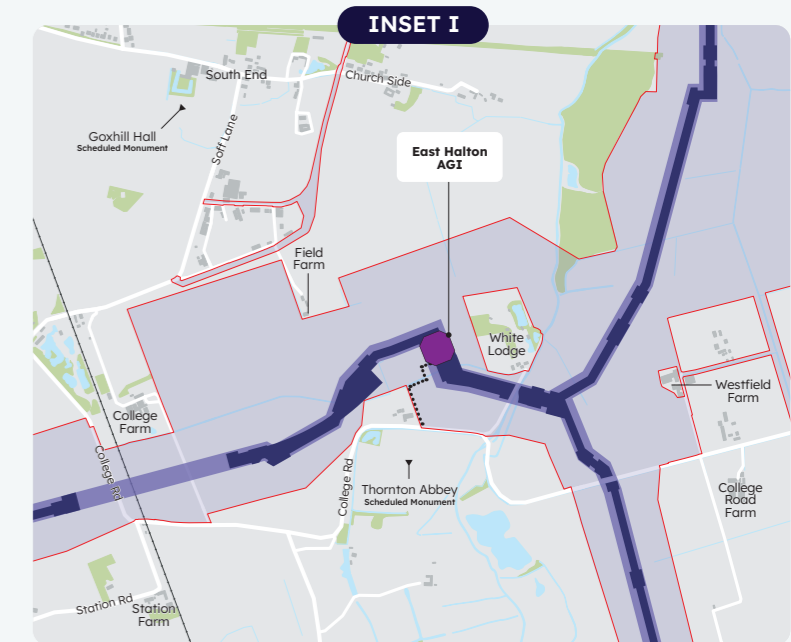 INSET I
South End
Church Side
Goxhill Hall
Scheduled Monument
Soff Lane
East Halton
AGI
Field
Farm
White
Lodge
Westfield
Farm
College
Farm
College Rd
College Rd
Thornton Abbey
Scheduled Monument
College
Road
Farm
Station Rd
Station
Farm